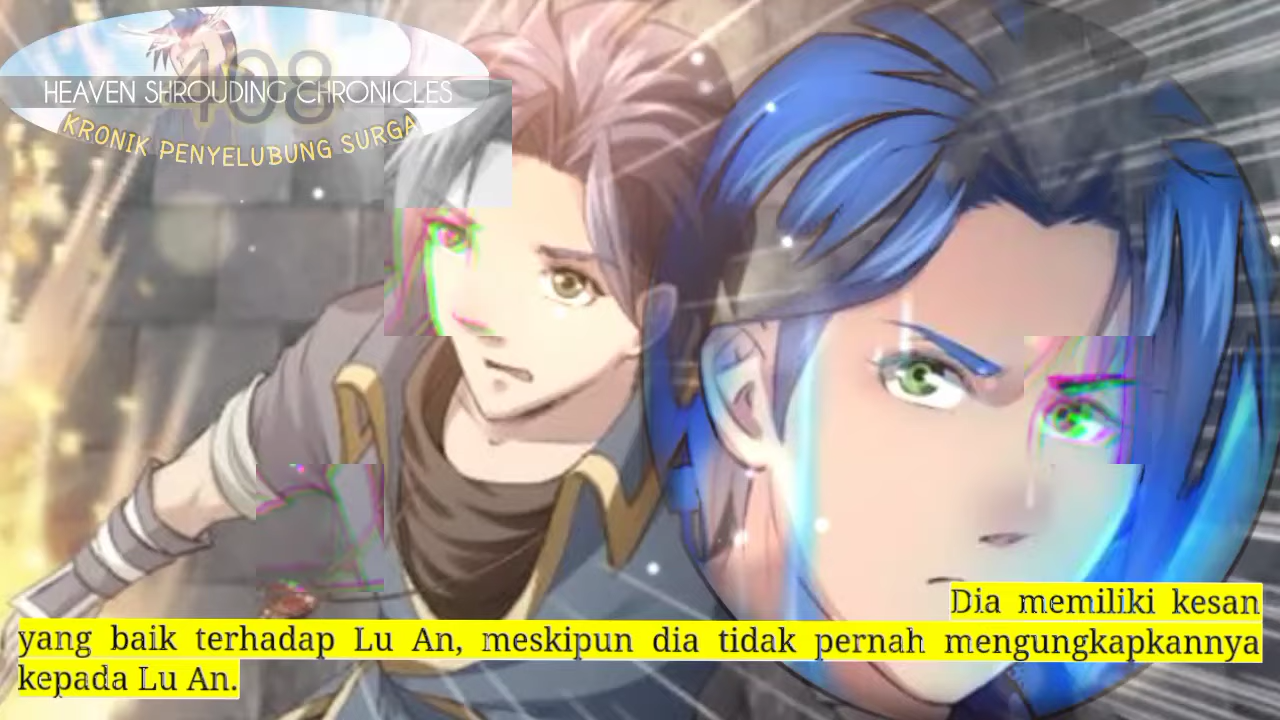 408
HEAVEN SHROUDING CHRONICLES
KRONIK PENYELUBUNG SURGA
Dia memiliki kesan
yang baik terhadap Lu An, meskipun dia tidak pernah mengungkapkannya
kepada Lu An.